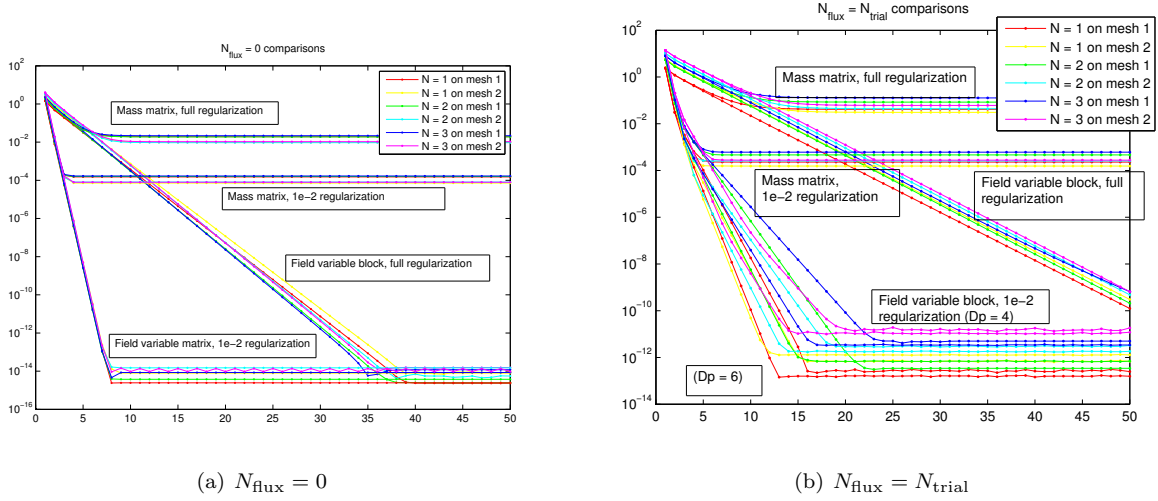 N_flux = 0 comparisons
10^2
10^0
10^−2
10^−4
10^−6
10^−8
10^−10
10^−12
10^−14
10^−16
0 5 10 15 20 25 30 35 40 45 50
N = 1 on mesh 1
N = 1 on mesh 2
N = 2 on mesh 1
N = 2 on mesh 2
N = 3 on mesh 1
N = 3 on mesh 2
Mass matrix, full regularization
Mass matrix, 1e−2 regularization
Field variable block, full regularization
Field variable matrix, 1e−2 regularization
(a) N_flux = 0
N_flux = N_trial comparisons
10^2
10^0
10^−2
10^−4
10^−6
10^−8
10^−10
10^−12
10^−14
0 5 10 15 20 25 30 35 40 45 50
N = 1 on mesh 1
N = 1 on mesh 2
N = 2 on mesh 1
N = 2 on mesh 2
N = 3 on mesh 1
N = 3 on mesh 2
Mass matrix, full regularization
Mass matrix,
1e−2 regularization
Field variable block, full
regularization
Field variable block, 1e−2
regularization (Dp = 4)
(Dp = 6)
(b) N_flux = N_trial